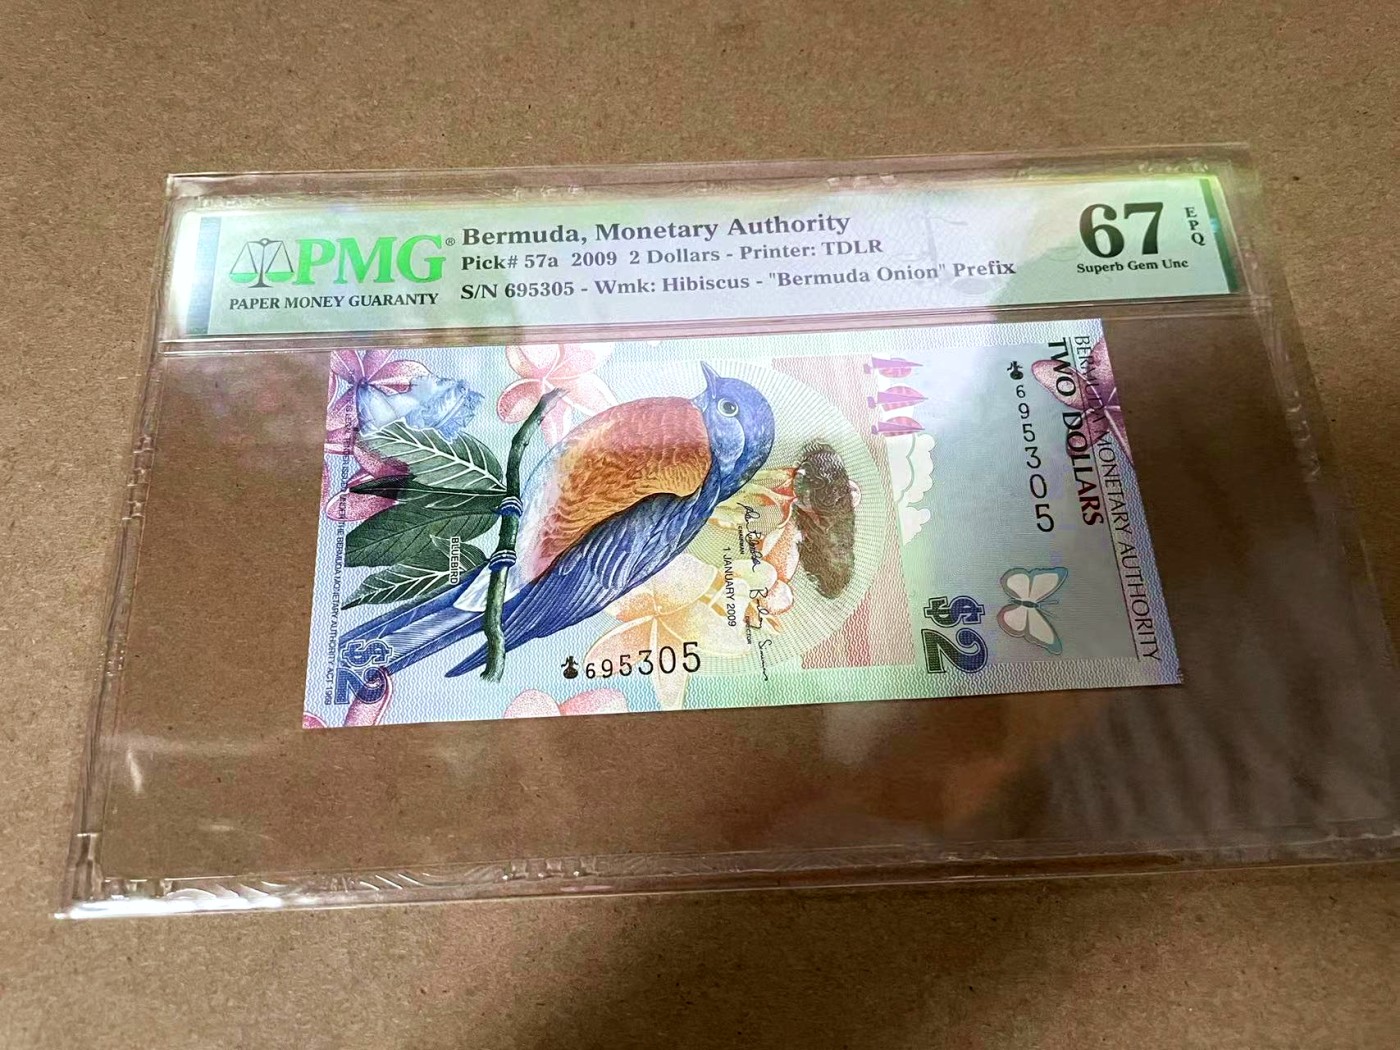 PMG®
PAPER MONEY GUARANTY
Bermuda, Monetary Authority
Pick# 57a 2009 2 Dollars - Printer: TDLR
S/N 695305 - Wmk: Hibiscus - "Bermuda Onion" Prefix
67
EPQ
Superb Gem Unc
BERMUDA MONETARY AUTHORITY
TWO DOLLARS
695305
$2
CHAIRMAN
1 JANUARY 2009
DIRECTOR
695305
BLUEBIRD
$2